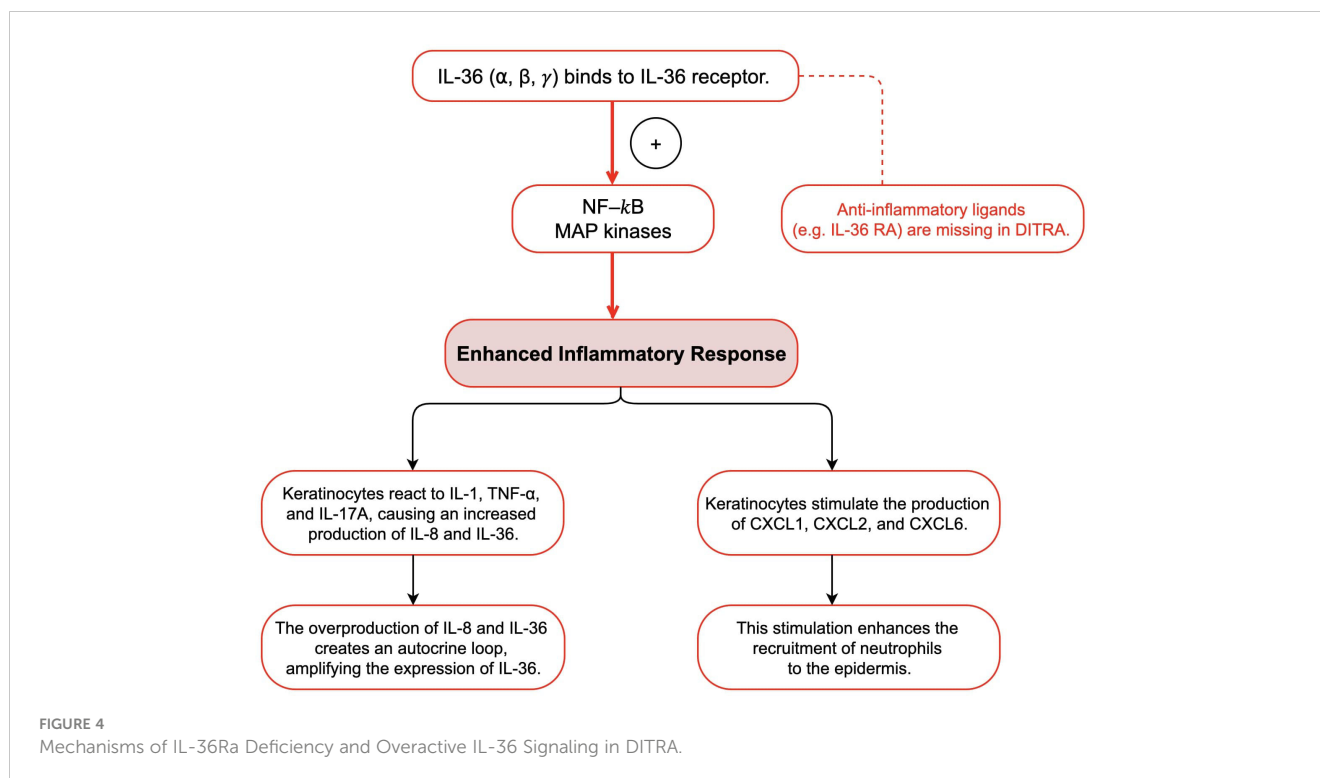 IL-36 (α, β, γ) binds to IL-36 receptor.
+
NF–kB
MAP kinases
Anti-inflammatory ligands
(e.g. IL-36 RA) are missing in DITRA.
Enhanced Inflammatory Response
Keratinocytes react to IL-1, TNF-α,
and IL-17A, causing an increased
production of IL-8 and IL-36.
Keratinocytes stimulate the production
of CXCL1, CXCL2, and CXCL6.
The overproduction of IL-8 and IL-36
creates an autocrine loop,
amplifying the expression of IL-36.
This stimulation enhances the
recruitment of neutrophils
to the epidermis.
FIGURE 4
Mechanisms of IL-36Ra Deficiency and Overactive IL-36 Signaling in DITRA.